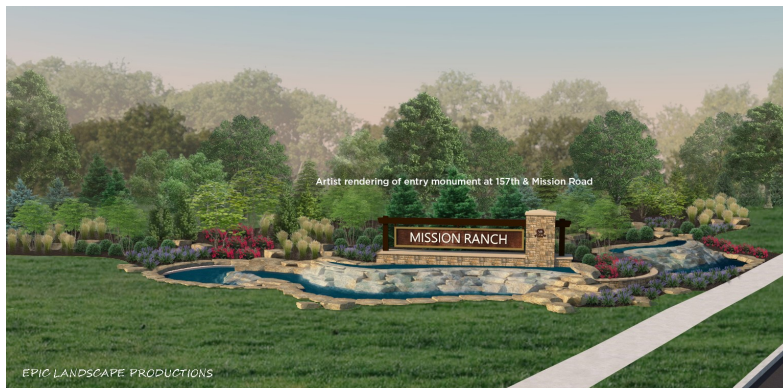 Artist rendering of entry monument at 157th & Mission Road
MISSION RANCH
EPIC LANDSCAPE PRODUCTIONS